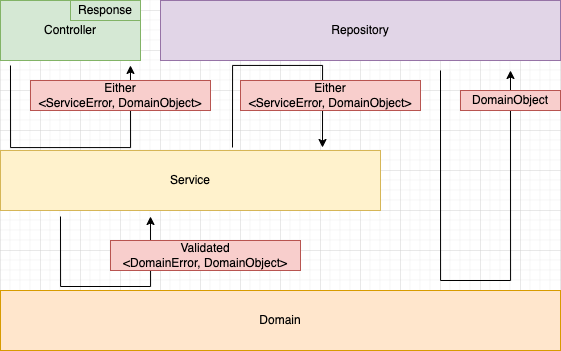 Response
Controller
Repository
Either
<ServiceError, DomainObject>
Either
<ServiceError, DomainObject>
DomainObject
Service
Validated
<DomainError, DomainObject>
Domain